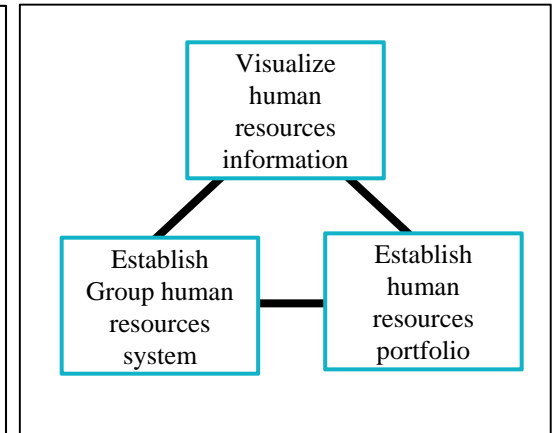 Visualize
human
resources
information
Establish
Group human
resources
system
Establish
human
resources
portfolio